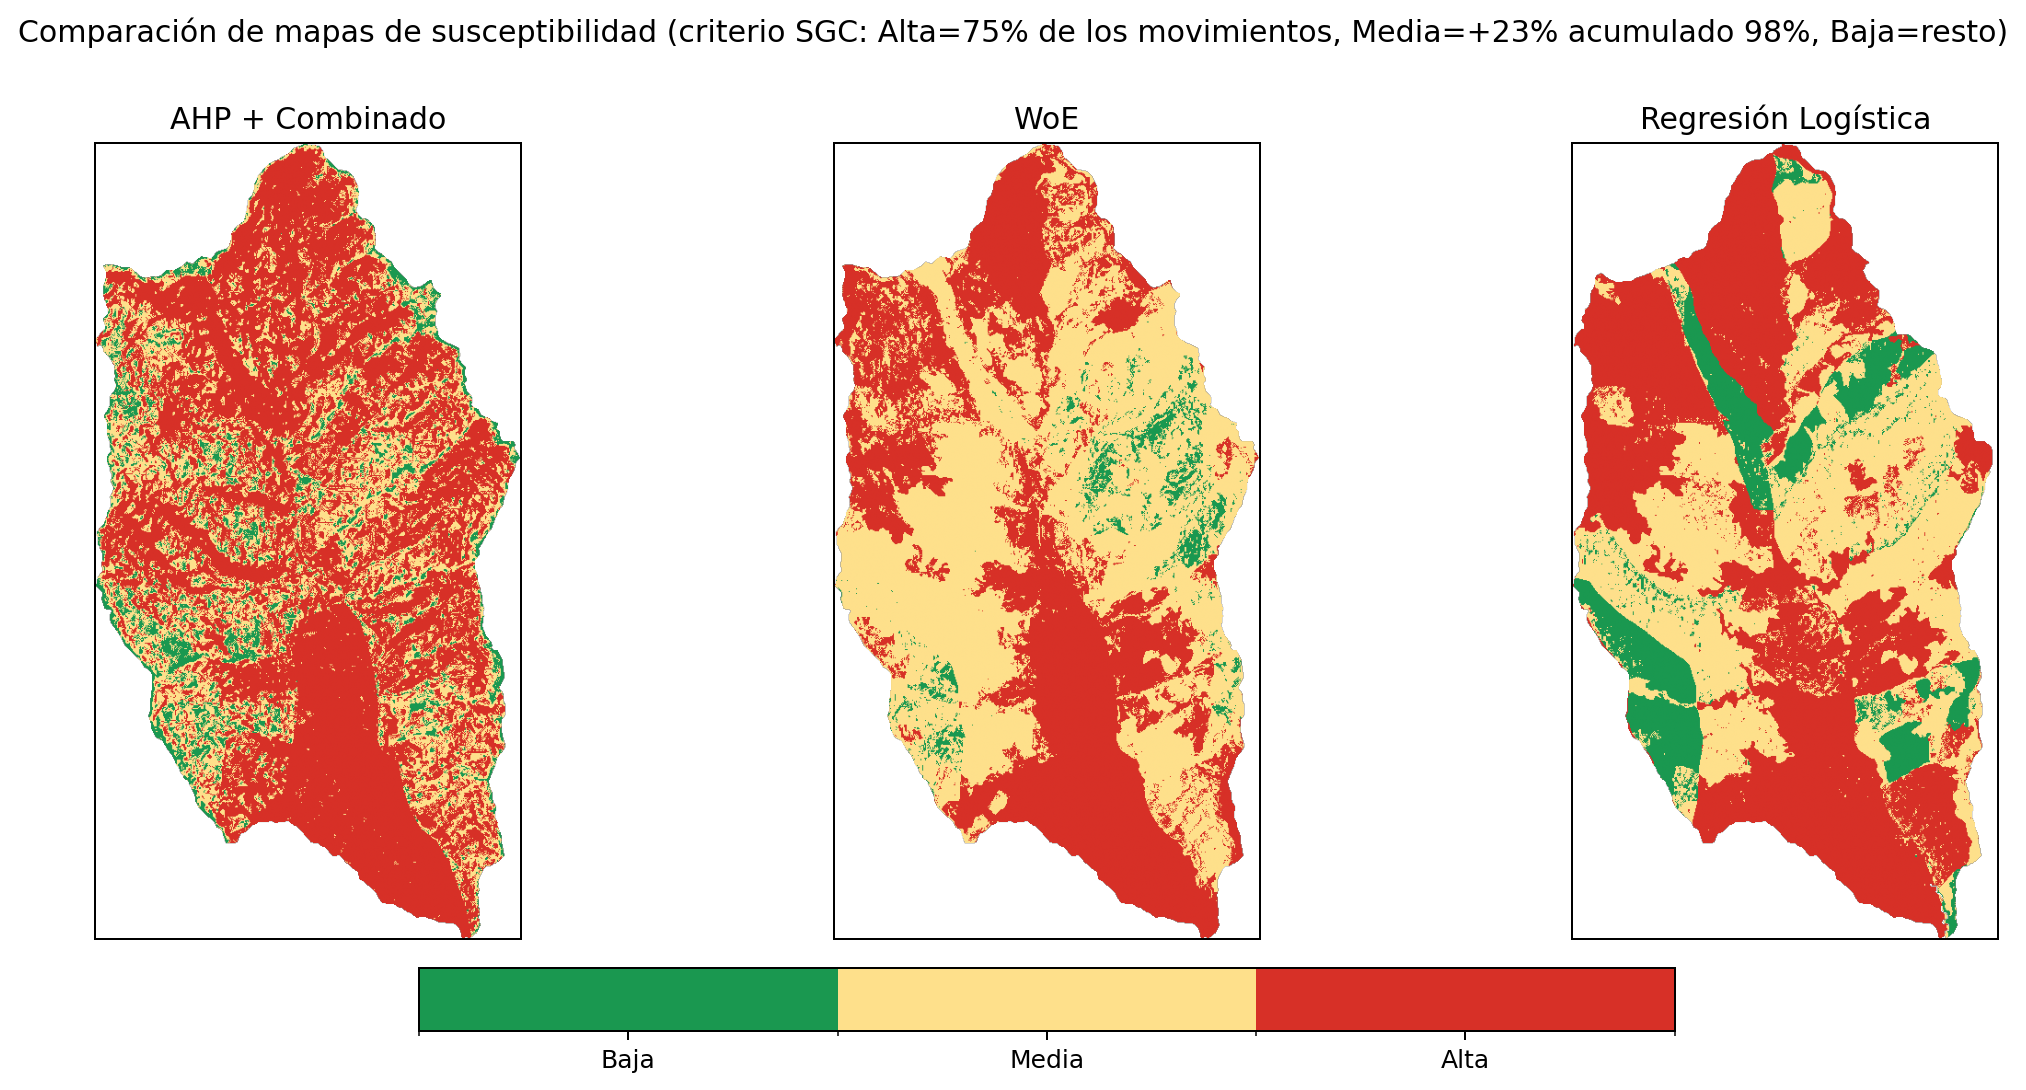 Comparación de mapas de susceptibilidad (criterio SGC: Alta=75% de los movimientos, Media=+23% acumulado 98%, Baja=resto)
AHP + Combinado
WoE
Regresión Logística
Baja
Media
Alta